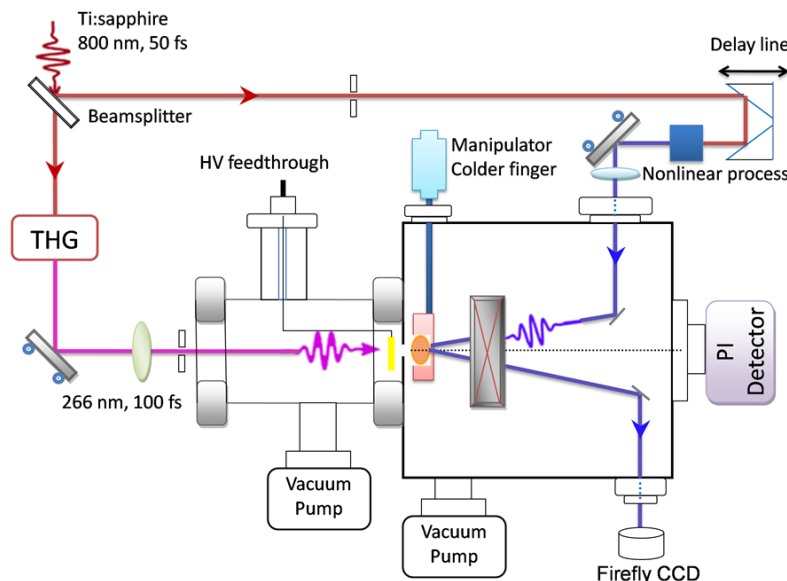 Ti:sapphire
800 nm, 50 fs
Beamsplitter
Delay line
HV feedthrough
Manipulator
Colder finger
Nonlinear process
THG
266 nm, 100 fs
PI
Detector
Vacuum
Pump
Vacuum
Pump
Firefly CCD